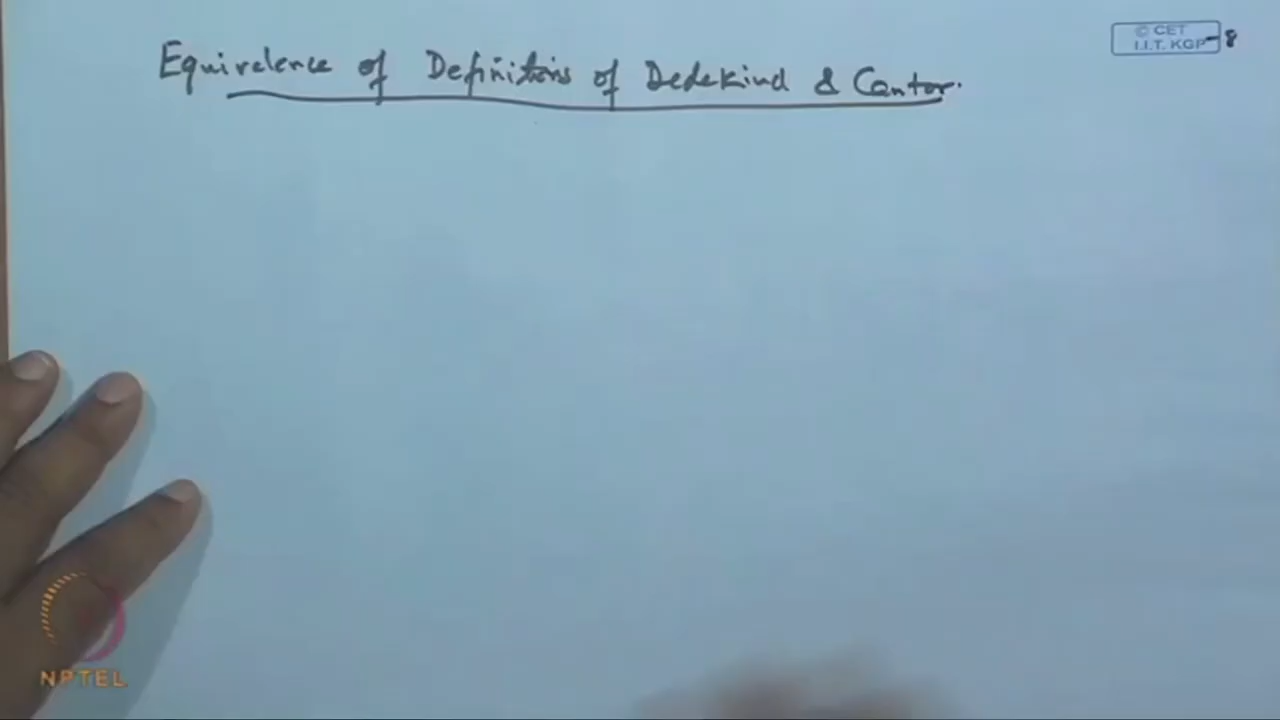 Equivalence of Definitions of Dedekind & Cantor.
© CET
I.I.T. KGP
-8
NPTEL